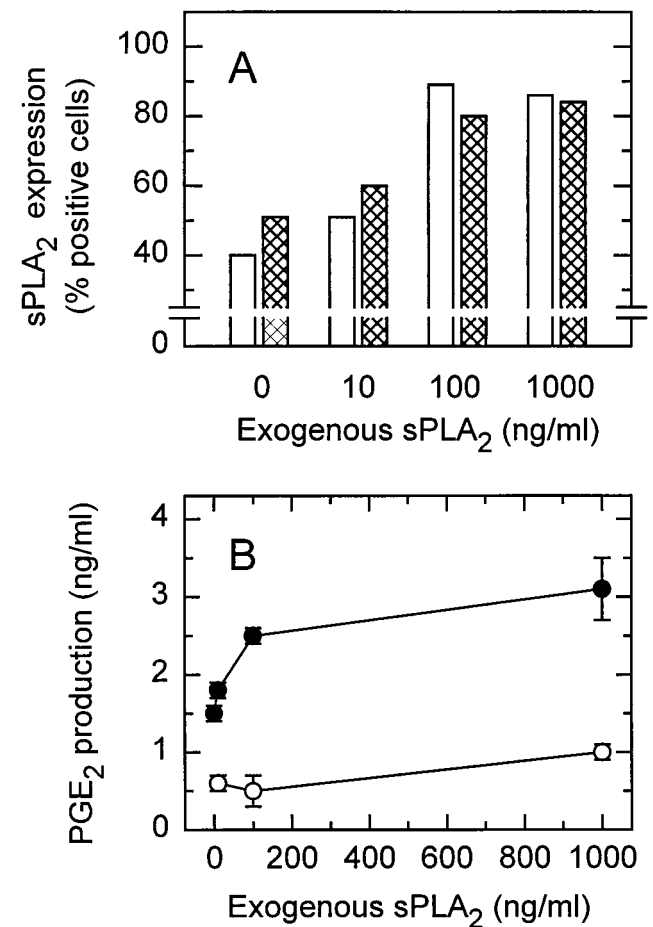 sPLA₂ expression
(% positive cells)
100
80
60
40
0
A
0 10 100 1000
Exogenous sPLA₂ (ng/ml)
PGE₂ production (ng/ml)
4
3
2
1
0
B
0 200 400 600 800 1000
Exogenous sPLA₂ (ng/ml)